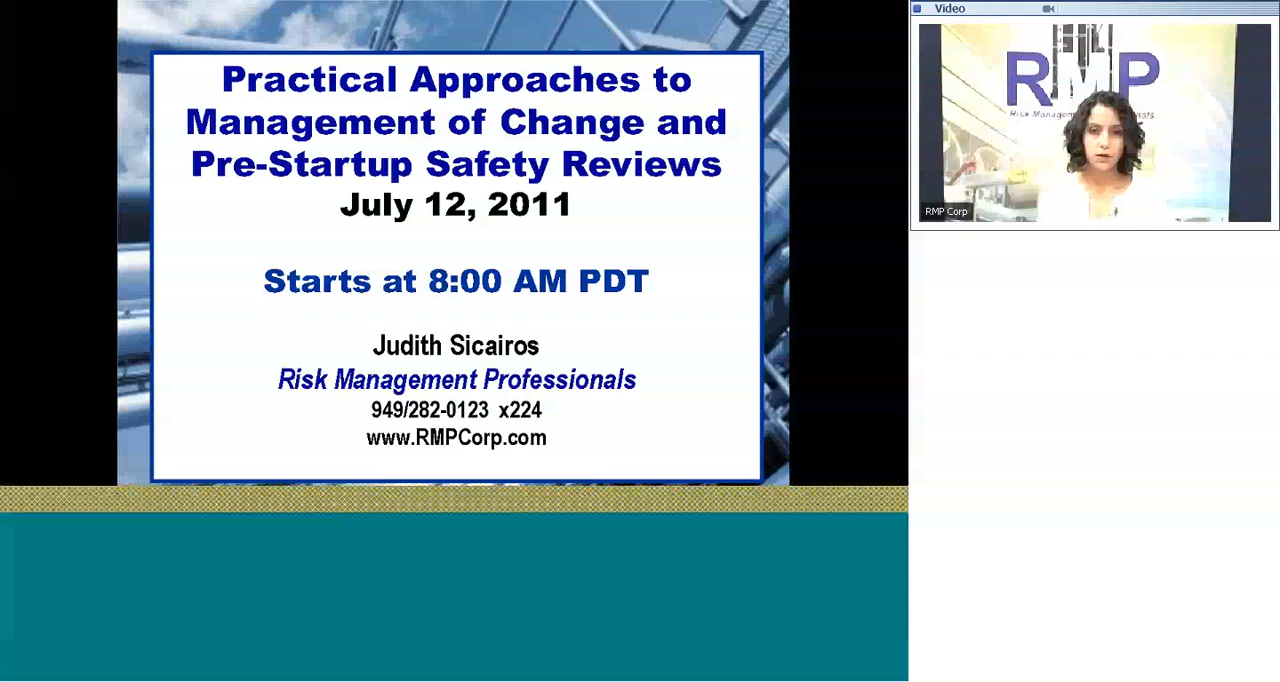 Practical Approaches to
Management of Change and
Pre-Startup Safety Reviews
July 12, 2011
Starts at 8:00 AM PDT
Judith Sicairos
Risk Management Professionals
949/282-0123 x224
www.RMPCorp.com
Video
RMP
RMP Corp